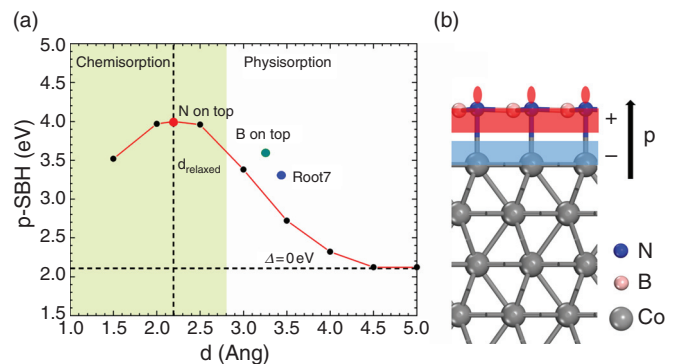 (a)
5.0
4.5
4.0
3.5
3.0
2.5
2.0
1.5
p-SBH (eV)
Chemisorption
Physisorption
N on top
B on top
d relaxed
Root7
Δ=0 eV
1.0 1.5 2.0 2.5 3.0 3.5 4.0 4.5 5.0
d (Ang)
(b)
+
−
p
N
B
Co